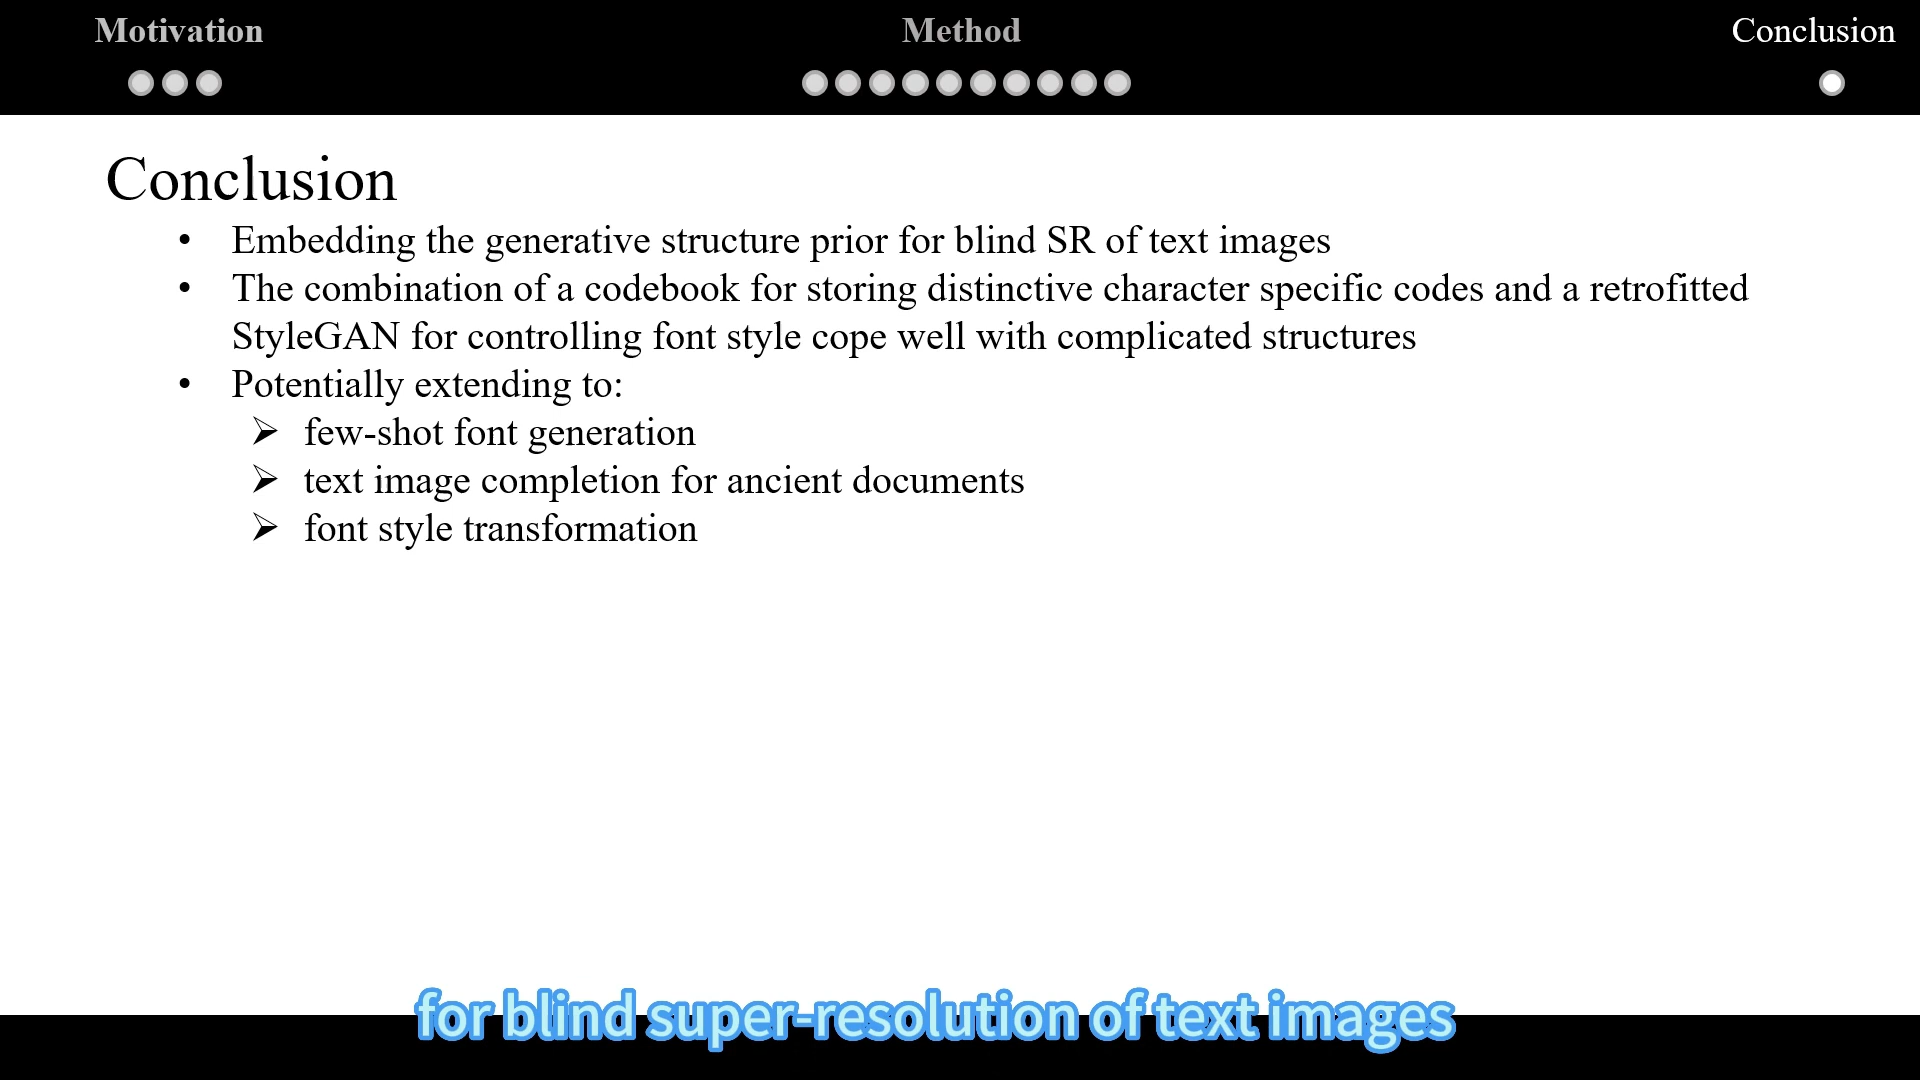 Motivation
Method
Conclusion
Conclusion
• Embedding the generative structure prior for blind SR of text images
• The combination of a codebook for storing distinctive character specific codes and a retrofitted
StyleGAN for controlling font style cope well with complicated structures
• Potentially extending to:
➢ few-shot font generation
➢ text image completion for ancient documents
➢ font style transformation
for blind super-resolution of text images